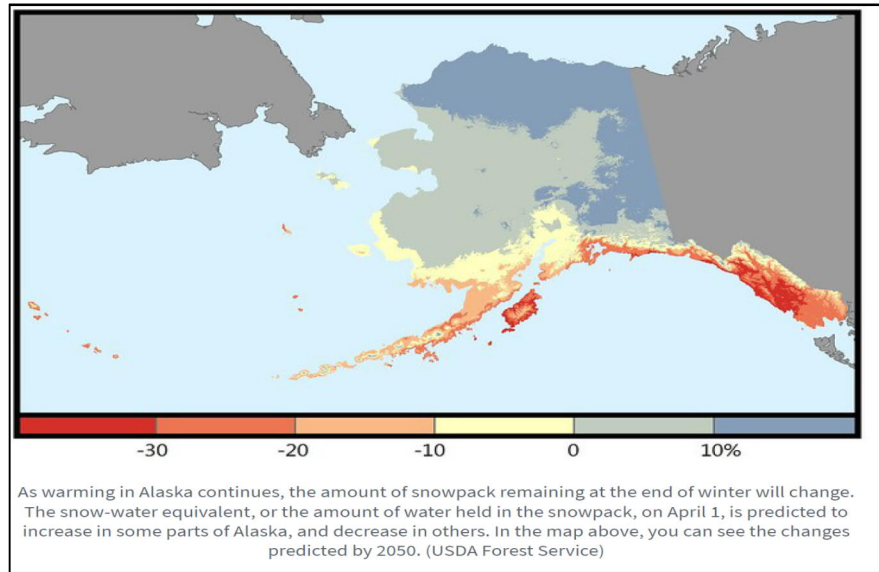 -30 -20 -10 0 10%
As warming in Alaska continues, the amount of snowpack remaining at the end of winter will change.
The snow-water equivalent, or the amount of water held in the snowpack, on April 1, is predicted to
increase in some parts of Alaska, and decrease in others. In the map above, you can see the changes
predicted by 2050. (USDA Forest Service)